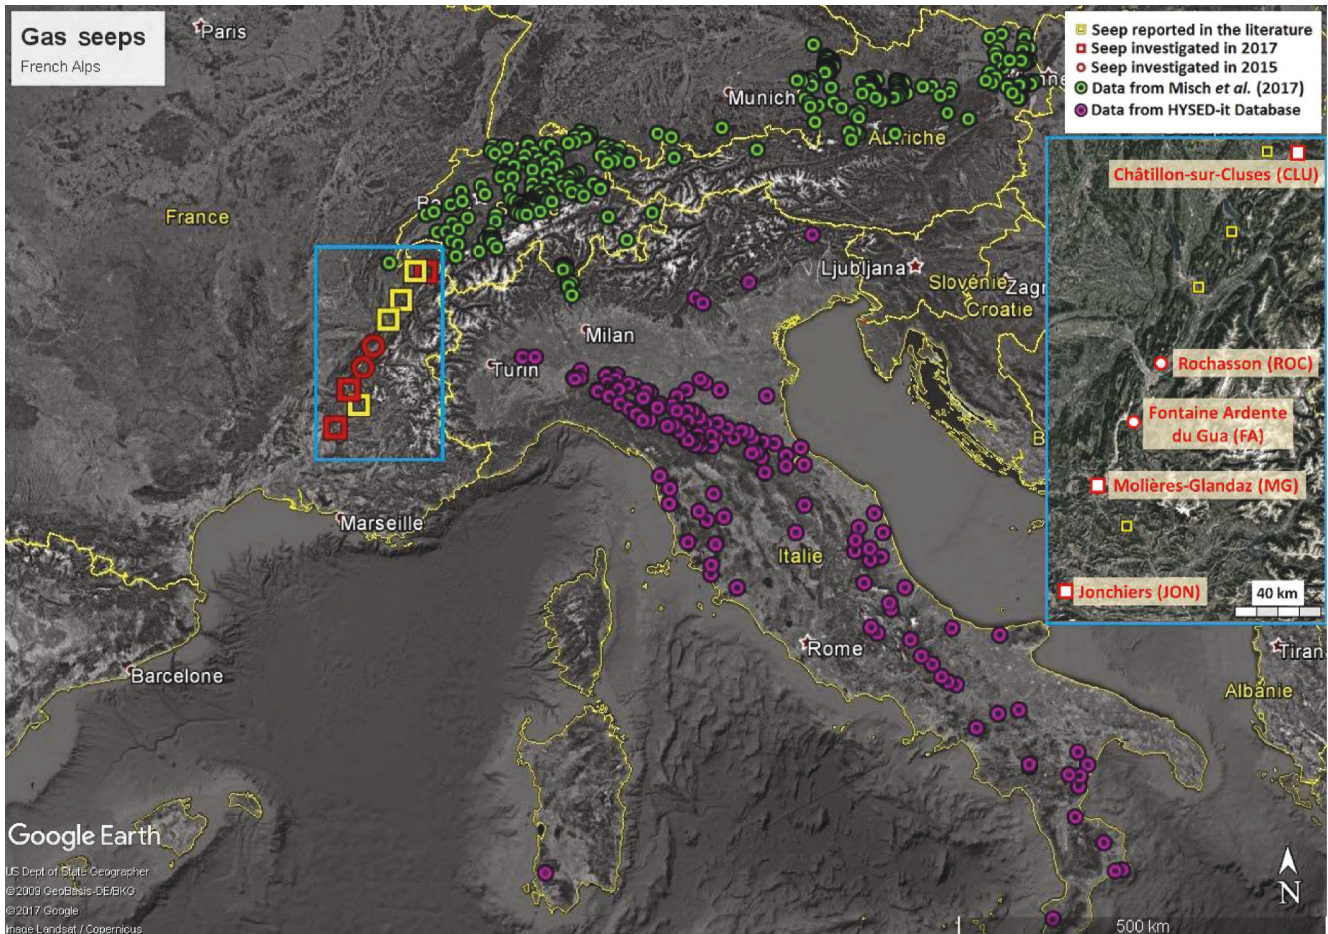 Gas seeps
French Alps
Paris
Seep reported in the literature
Seep investigated in 2017
Seep investigated in 2015
Data from Misch et al. (2017)
Data from HYSED-it Database
Munich
Autriche
France
Ljubljana
Slovénie
Zagr
Croatie
Milan
Turin
B
Marseille
Italie
Rome
Barcelone
Tirana
Albanie
Châtillon-sur-Cluses (CLU)
Rochasson (ROC)
Fontaine Ardente
du Gua (FA)
Molières-Glandaz (MG)
Jonchiers (JON)
40 km
Google Earth
US Dept of State Geographer
©2009 GeoBasis-DE/BKG
©2017 Google
Image Landsat / Copernicus
N
500 km